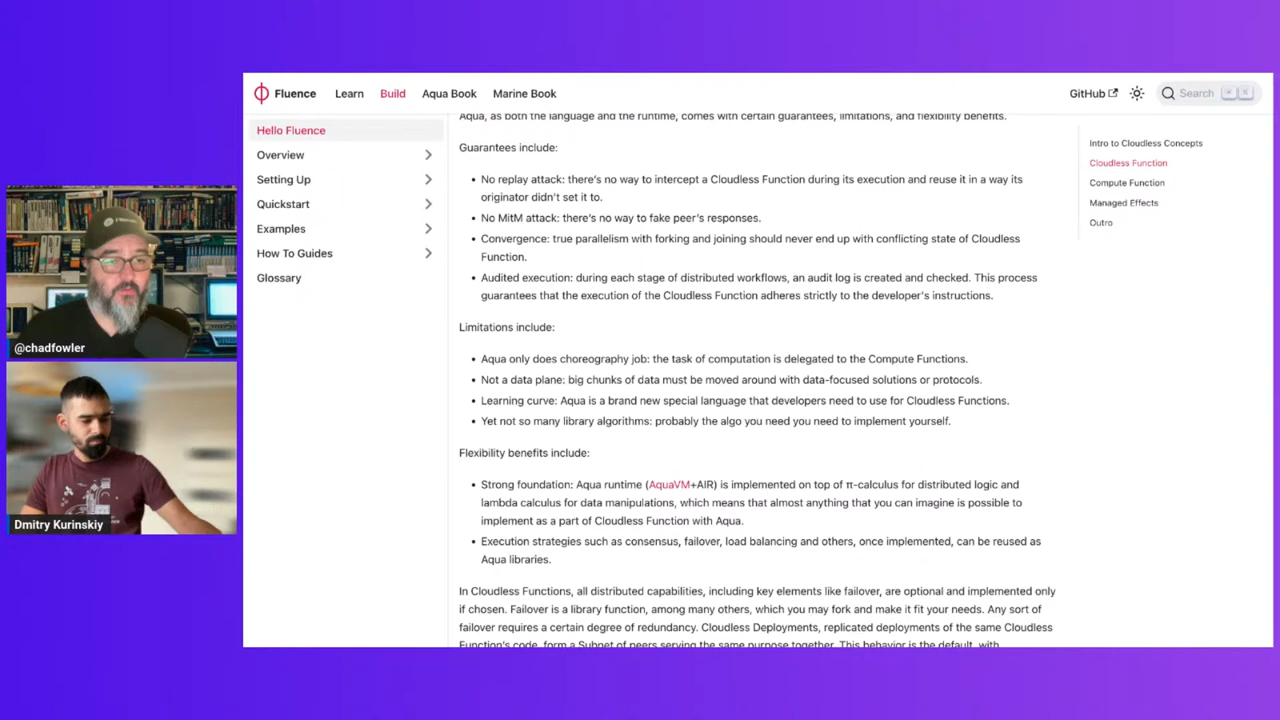 Fluence Learn Build Aqua Book Marine Book GitHub Search
Hello Fluence
Overview
Setting Up
Quickstart
Examples
How To Guides
Glossary
Aqua, as both the language and the runtime, comes with certain guarantees, limitations, and flexibility benefits.
Guarantees include:
No replay attack: there's no way to intercept a Cloudless Function during its execution and reuse it in a way its
originator didn't set it to.
No MitM attack: there's no way to fake peer's responses.
Convergence: true parallelism with forking and joining should never end up with conflicting state of Cloudless
Function.
Audited execution: during each stage of distributed workflows, an audit log is created and checked. This process
guarantees that the execution of the Cloudless Function adheres strictly to the developer's instructions.
Limitations include:
Aqua only does choreography job: the task of computation is delegated to the Compute Functions.
Not a data plane: big chunks of data must be moved around with data-focused solutions or protocols.
Learning curve: Aqua is a brand new special language that developers need to use for Cloudless Functions.
Yet not so many library algorithms: probably the algo you need you need to implement yourself.
Flexibility benefits include:
Strong foundation: Aqua runtime (AquaVM+AIR) is implemented on top of π-calculus for distributed logic and
lambda calculus for data manipulations, which means that almost anything that you can imagine is possible to
implement as a part of Cloudless Function with Aqua.
Execution strategies such as consensus, failover, load balancing and others, once implemented, can be reused as
Aqua libraries.
In Cloudless Functions, all distributed capabilities, including key elements like failover, are optional and implemented only
if chosen. Failover is a library function, among many others, which you may fork and make it fit your needs. Any sort of
failover requires a certain degree of redundancy. Cloudless Deployments, replicated deployments of the same Cloudless
Function's code, form a Subnet of peers serving the same purpose together. This behavior is the default, with
Intro to Cloudless Concepts
Cloudless Function
Compute Function
Managed Effects
Outro
@chadfowler
Dmitry Kurinskiy